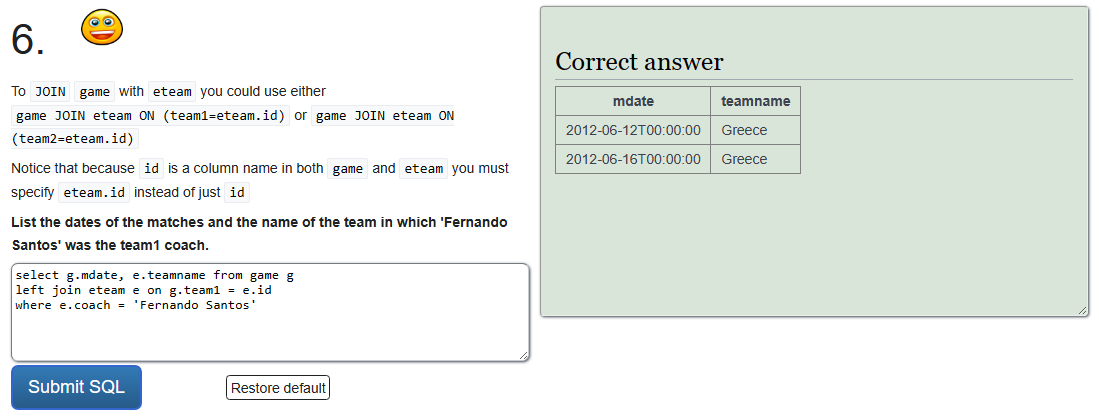 6.
To JOIN game with eteam you could use either
game JOIN eteam ON (team1=eteam.id) or game JOIN eteam ON
(team2=eteam.id)
Notice that because id is a column name in both game and eteam you must
specify eteam.id instead of just id
List the dates of the matches and the name of the team in which 'Fernando
Santos' was the team1 coach.
select g.mdate, e.teamname from game g
left join eteam e on g.team1 = e.id
where e.coach = 'Fernando Santos'
Submit SQL
Restore default
Correct answer
mdate teamname
2012-06-12T00:00:00 Greece
2012-06-16T00:00:00 Greece